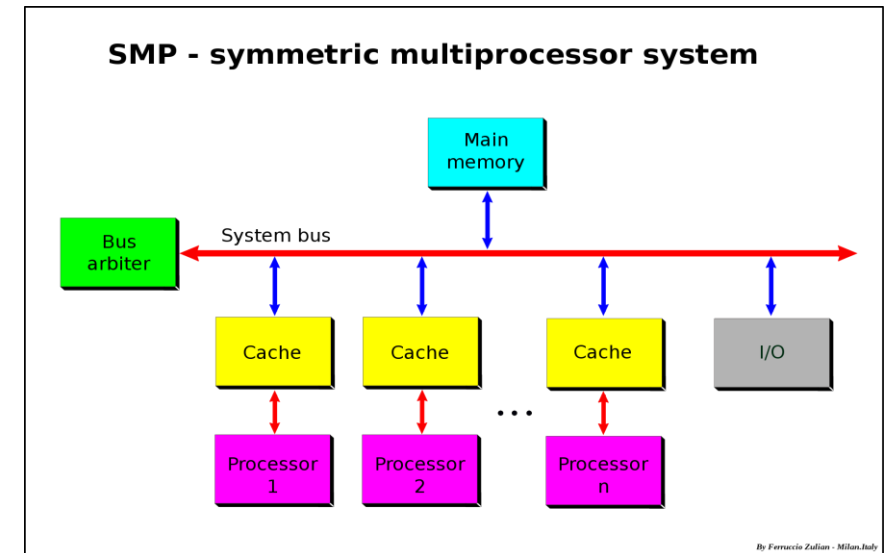 SMP - symmetric multiprocessor system
Main
memory
Bus
arbiter
System bus
Cache
Cache
Cache
I/O
...
Processor
1
Processor
2
Processor
n
By Ferruccio Zulian - Milan.Italy